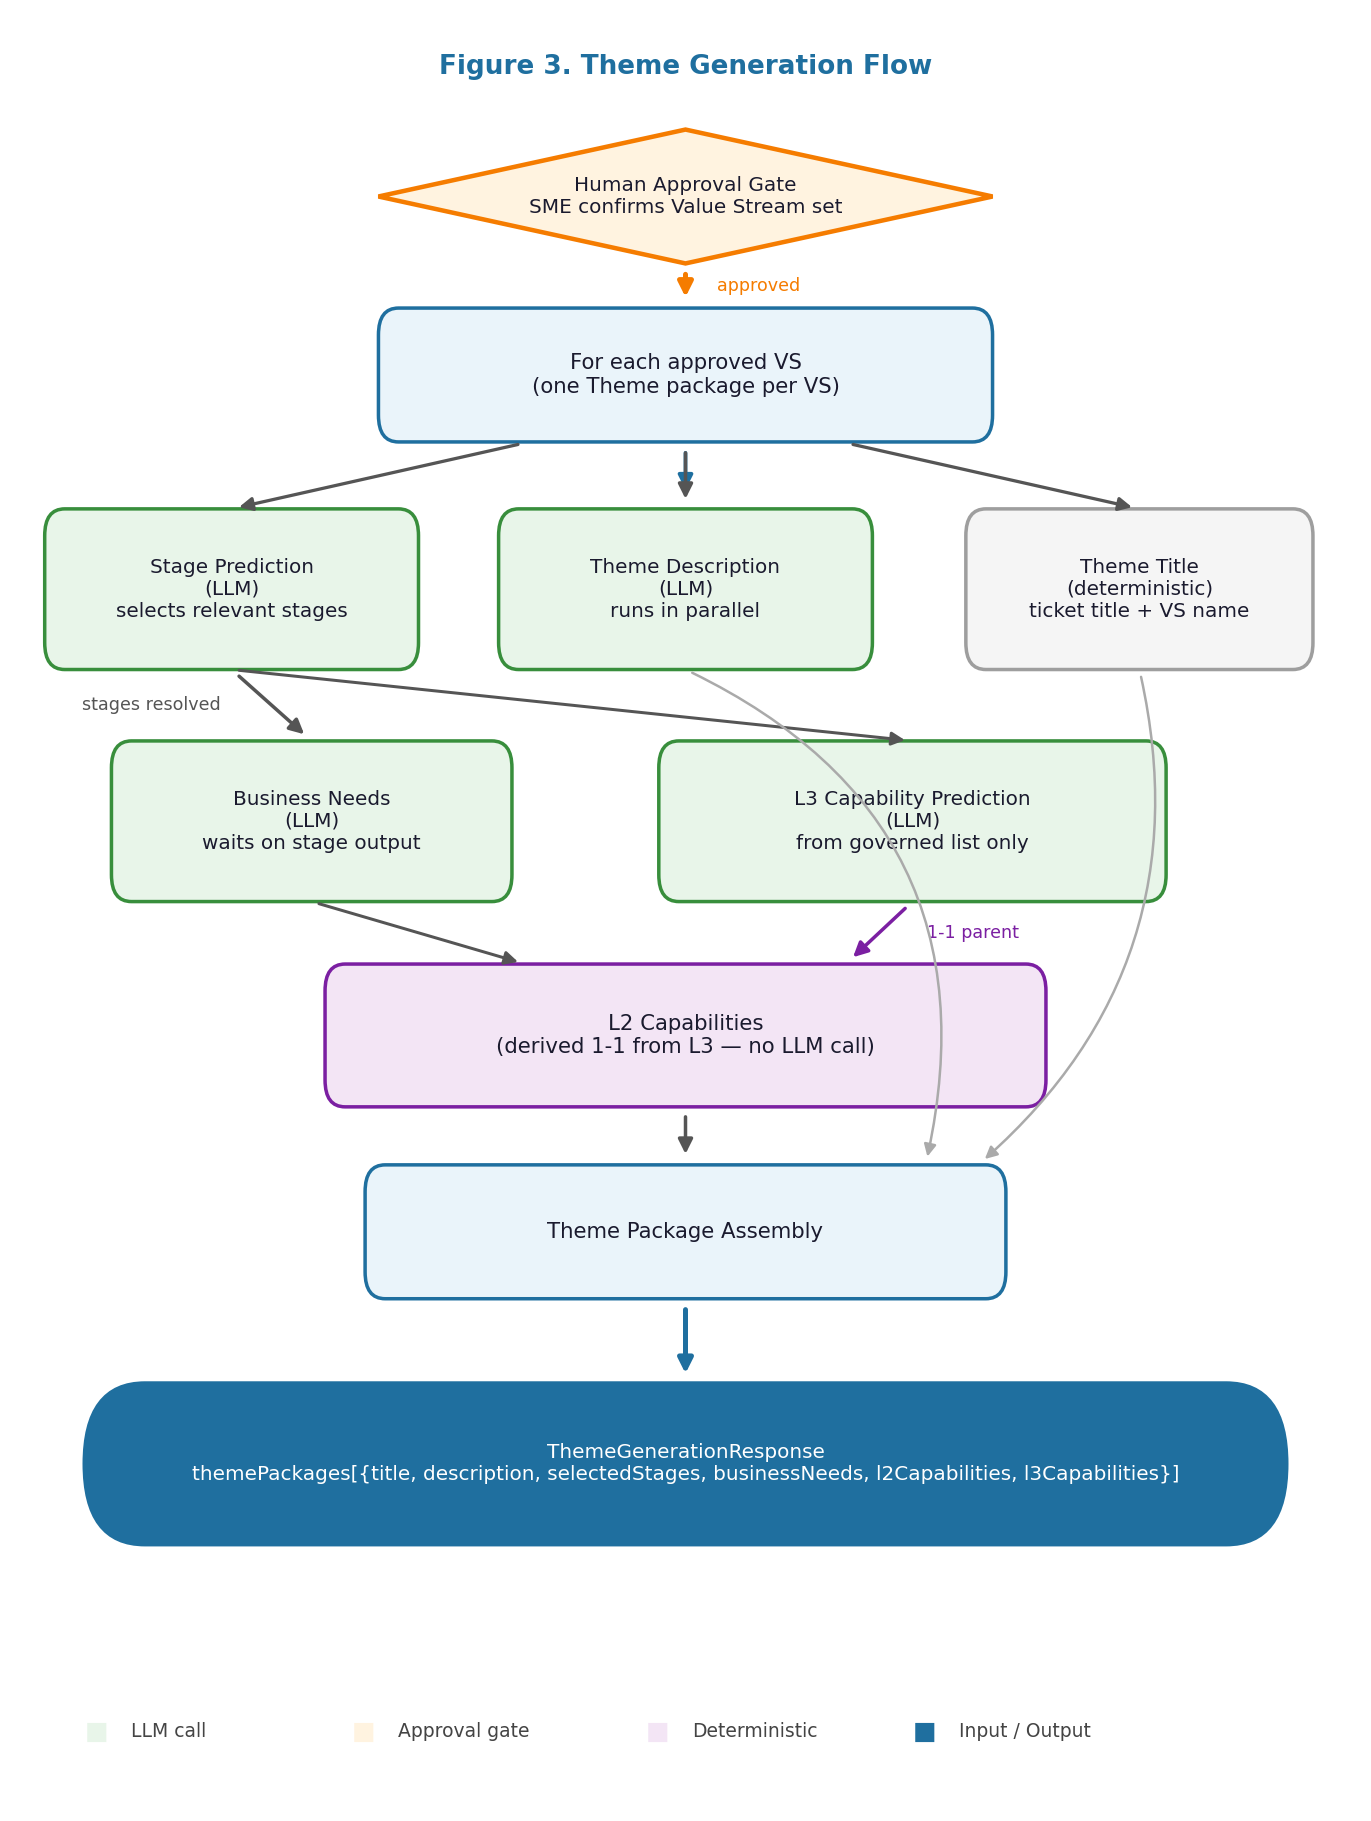 Figure 3. Theme Generation Flow
Human Approval Gate
SME confirms Value Stream set
approved
For each approved VS
(one Theme package per VS)
Stage Prediction
(LLM)
selects relevant stages
Theme Description
(LLM)
runs in parallel
Theme Title
(deterministic)
ticket title + VS name
stages resolved
Business Needs
(LLM)
waits on stage output
L3 Capability Prediction
(LLM)
from governed list only
1-1 parent
L2 Capabilities
(derived 1-1 from L3 — no LLM call)
Theme Package Assembly
ThemeGenerationResponse
themePackages[{title, description, selectedStages, businessNeeds, l2Capabilities, l3Capabilities}]
LLM call
Approval gate
Deterministic
Input / Output